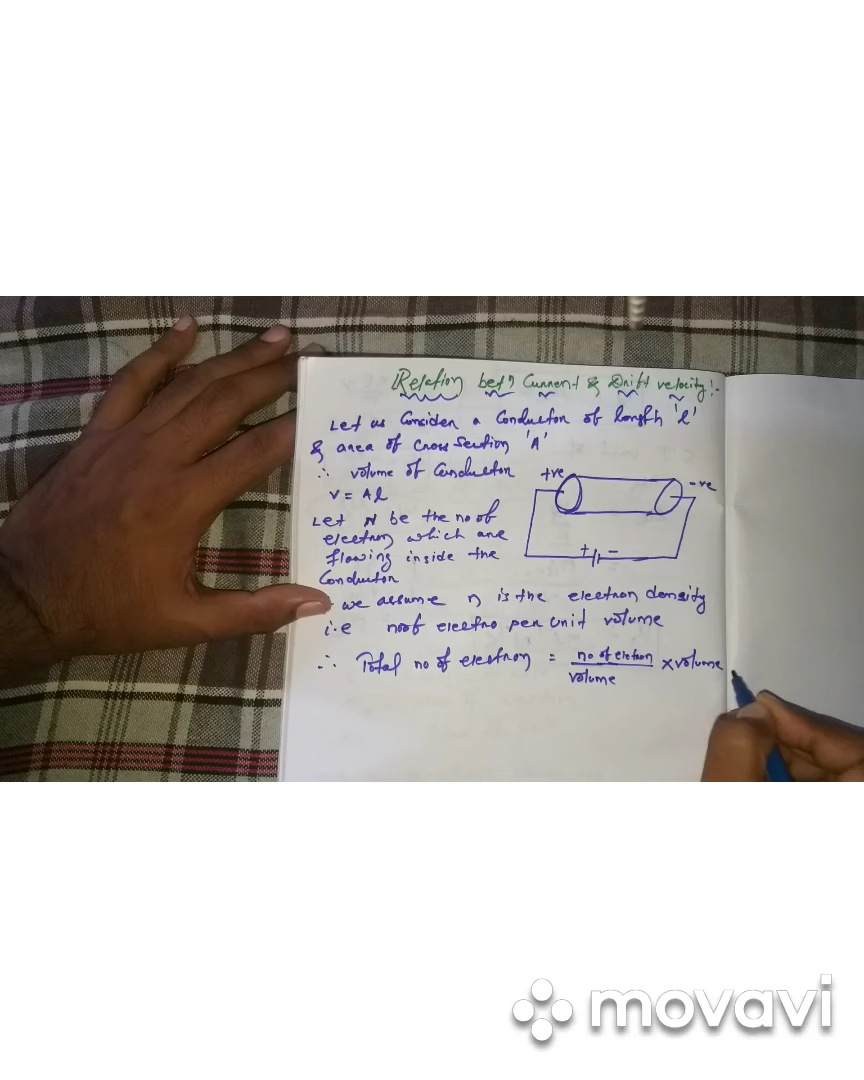 Relation betn Current & Drift velocity :-
Let us Consider a Conductor of length 'l'
& area of cross section 'A'
∴ volume of Conductor
V = Al
+ve
-ve
Let N be the no of
electron which are
flowing inside the
Conductor
+ -
we assume n is the electron density
i.e no of electro per unit volume
∴ Total no of electron = no of eletron / volume × volume
movavi